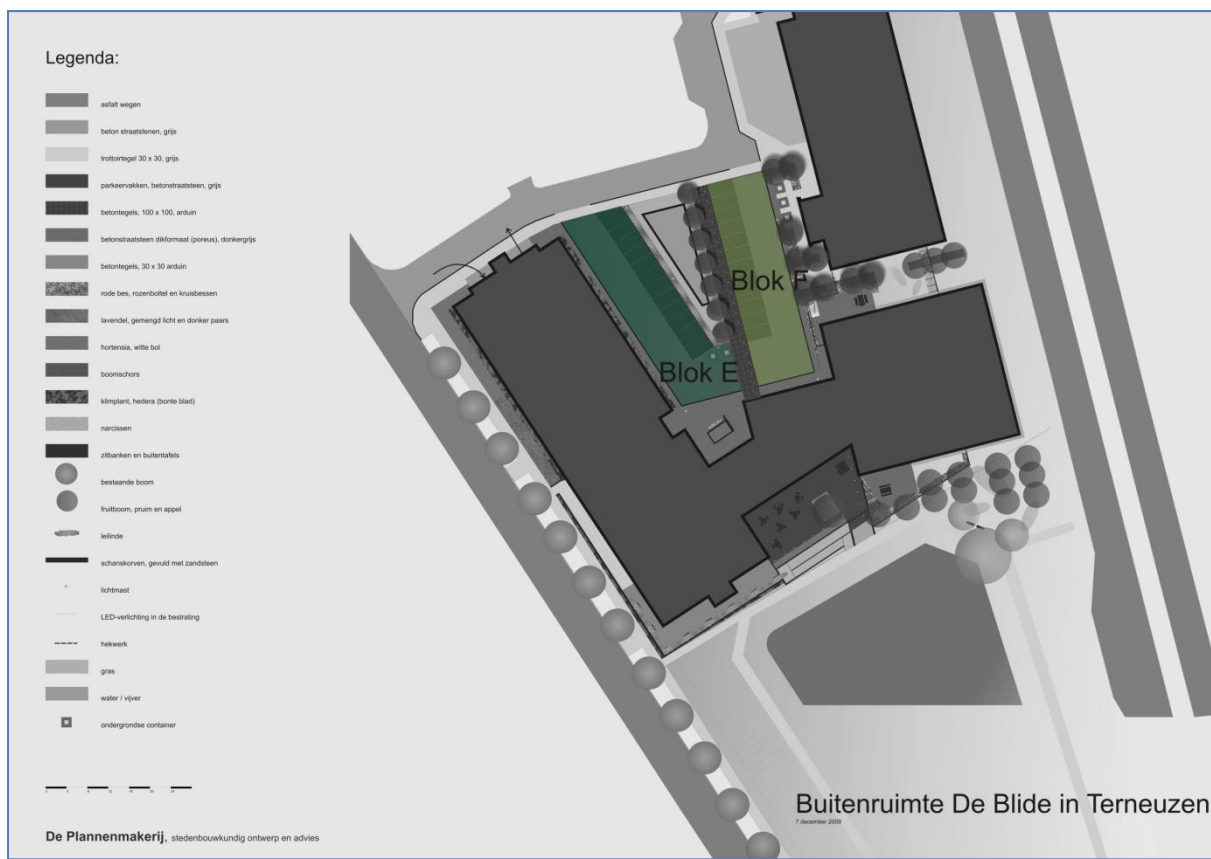 Legenda:
asfalt wegen
beton straatstenen, grijs
trottoirtegel 30 x 30, grijs
parkeervakken, betonstraatsteen, grijs
betontegels, 100 x 100, arduin
betonstraatsteen dikformaat (poreus), donkergrijs
betontegels, 30 x 30 arduin
rode bes, rozenbottel en kruisbessen
lavendel, gemengd licht en donker paars
hortensia, witte bol
boomschors
klimplant, hedera (bonte blad)
narcissen
zitbanken en buitentafels
bestaande boom
fruitboom, pruim en appel
leilinde
schanskorven, gevuld met zandsteen
lichtmast
LED-verlichting in de bestrating
hekwerk
gras
water / vijver
ondergrondse container
De Plannenmakerij, stedenbouwkundig ontwerp en advies
Blok F
Blok E
Buitenruimte De Blide in Terneuzen
7 december 2009